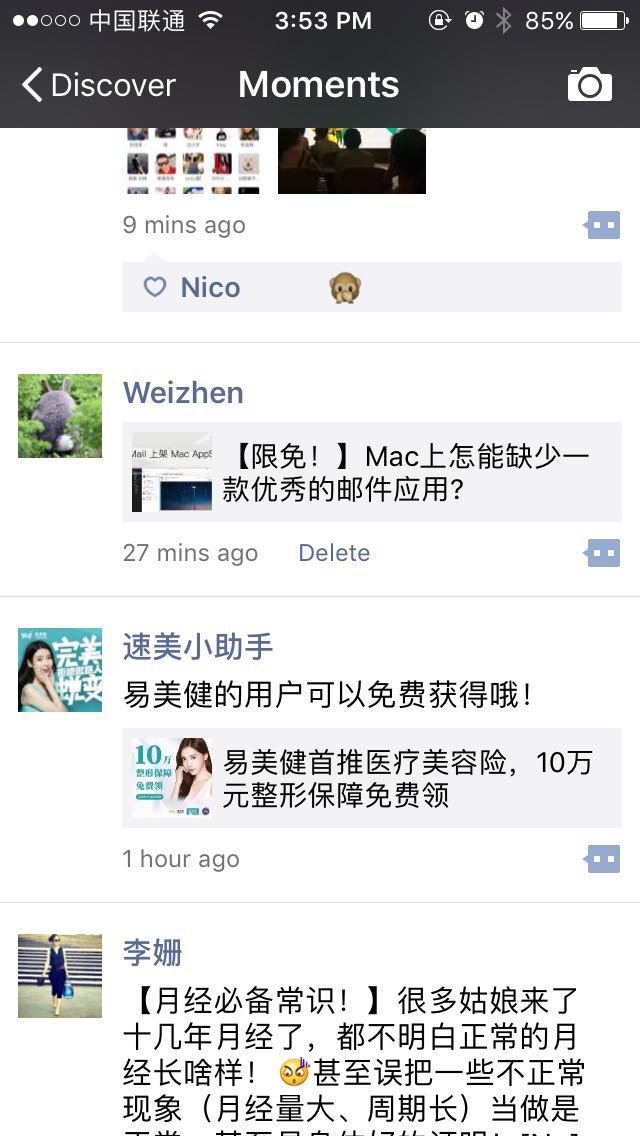 中国联通
3:53 PM
85%
Discover
Moments
9 mins ago
Nico
Weizhen
Mail 上架 Mac AppS
【限免！】Mac上怎能缺少一
款优秀的邮件应用?
27 mins ago
Delete
完美
蜕变
速美小助手
易美健的用户可以免费获得哦！
10万
整形保障
免费领
易美健首推医疗美容险，10万
元整形保障免费领
1 hour ago
李姗
【月经必备常识！】很多姑娘来了
十几年月经了，都不明白正常的月
经长啥样！甚至误把一些不正常
现象（月经量大、周期长）当做是